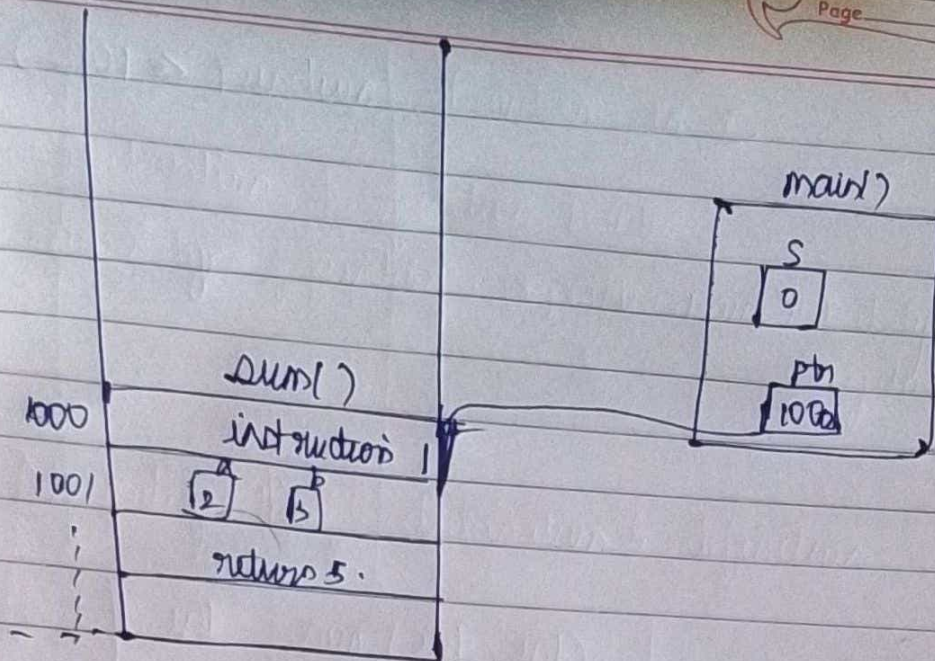 Page
main()
S
0
ptr
1000
sum()
1000
instruction 1
1001
a
b
2
3
return 5.